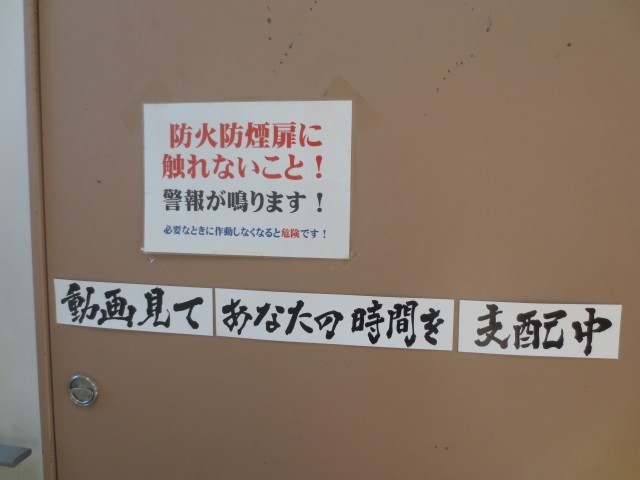 防火防煙扉に
触れないこと！
警報が鳴ります！
必要なときに作動しなくなると危険です！
動画見て あなたの時間を 支配中